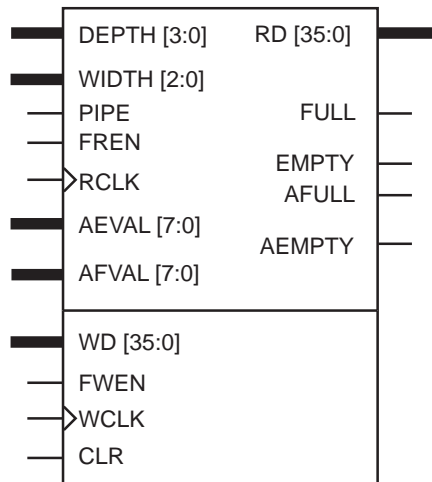 DEPTH [3:0] RD [35:0]
WIDTH [2:0]
PIPE FULL
FREN
EMPTY
RCLK
AFULL
AEVAL [7:0]
AEMPTY
AFVAL [7:0]
WD [35:0]
FWEN
WCLK
CLR